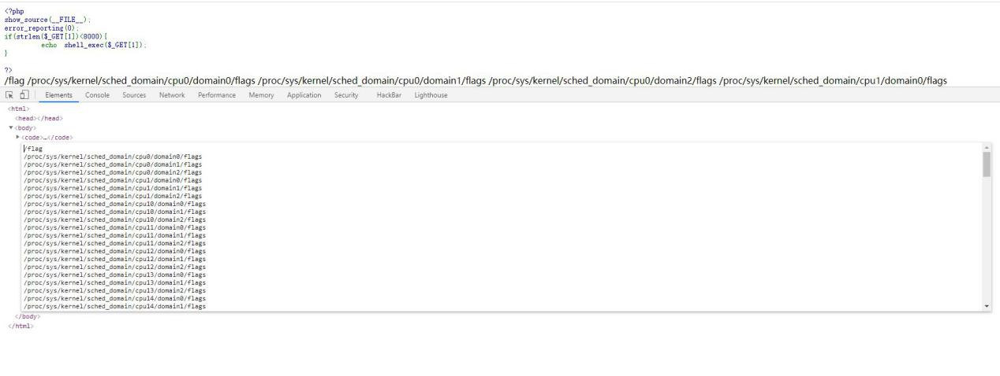 <?php
show_source(__FILE__);
error_reporting(0);
if(strlen($_GET[1])<8000){
echo shell_exec($_GET[1]);
}
?>
/flag /proc/sys/kernel/sched_domain/cpu0/domain0/flags /proc/sys/kernel/sched_domain/cpu0/domain1/flags /proc/sys/kernel/sched_domain/cpu0/domain2/flags /proc/sys/kernel/sched_domain/cpu1/domain0/flags
Elements Console Sources Network Performance Memory Application Security HackBar Lighthouse
<html>
<head></head>
▼<body>
▶<code>…</code>
/flag
/proc/sys/kernel/sched_domain/cpu0/domain0/flags
/proc/sys/kernel/sched_domain/cpu0/domain1/flags
/proc/sys/kernel/sched_domain/cpu0/domain2/flags
/proc/sys/kernel/sched_domain/cpu1/domain0/flags
/proc/sys/kernel/sched_domain/cpu1/domain1/flags
/proc/sys/kernel/sched_domain/cpu1/domain2/flags
/proc/sys/kernel/sched_domain/cpu10/domain0/flags
/proc/sys/kernel/sched_domain/cpu10/domain1/flags
/proc/sys/kernel/sched_domain/cpu10/domain2/flags
/proc/sys/kernel/sched_domain/cpu11/domain0/flags
/proc/sys/kernel/sched_domain/cpu11/domain1/flags
/proc/sys/kernel/sched_domain/cpu11/domain2/flags
/proc/sys/kernel/sched_domain/cpu12/domain0/flags
/proc/sys/kernel/sched_domain/cpu12/domain1/flags
/proc/sys/kernel/sched_domain/cpu12/domain2/flags
/proc/sys/kernel/sched_domain/cpu13/domain0/flags
/proc/sys/kernel/sched_domain/cpu13/domain1/flags
/proc/sys/kernel/sched_domain/cpu13/domain2/flags
/proc/sys/kernel/sched_domain/cpu14/domain0/flags
/proc/sys/kernel/sched_domain/cpu14/domain1/flags
</body>
</html>